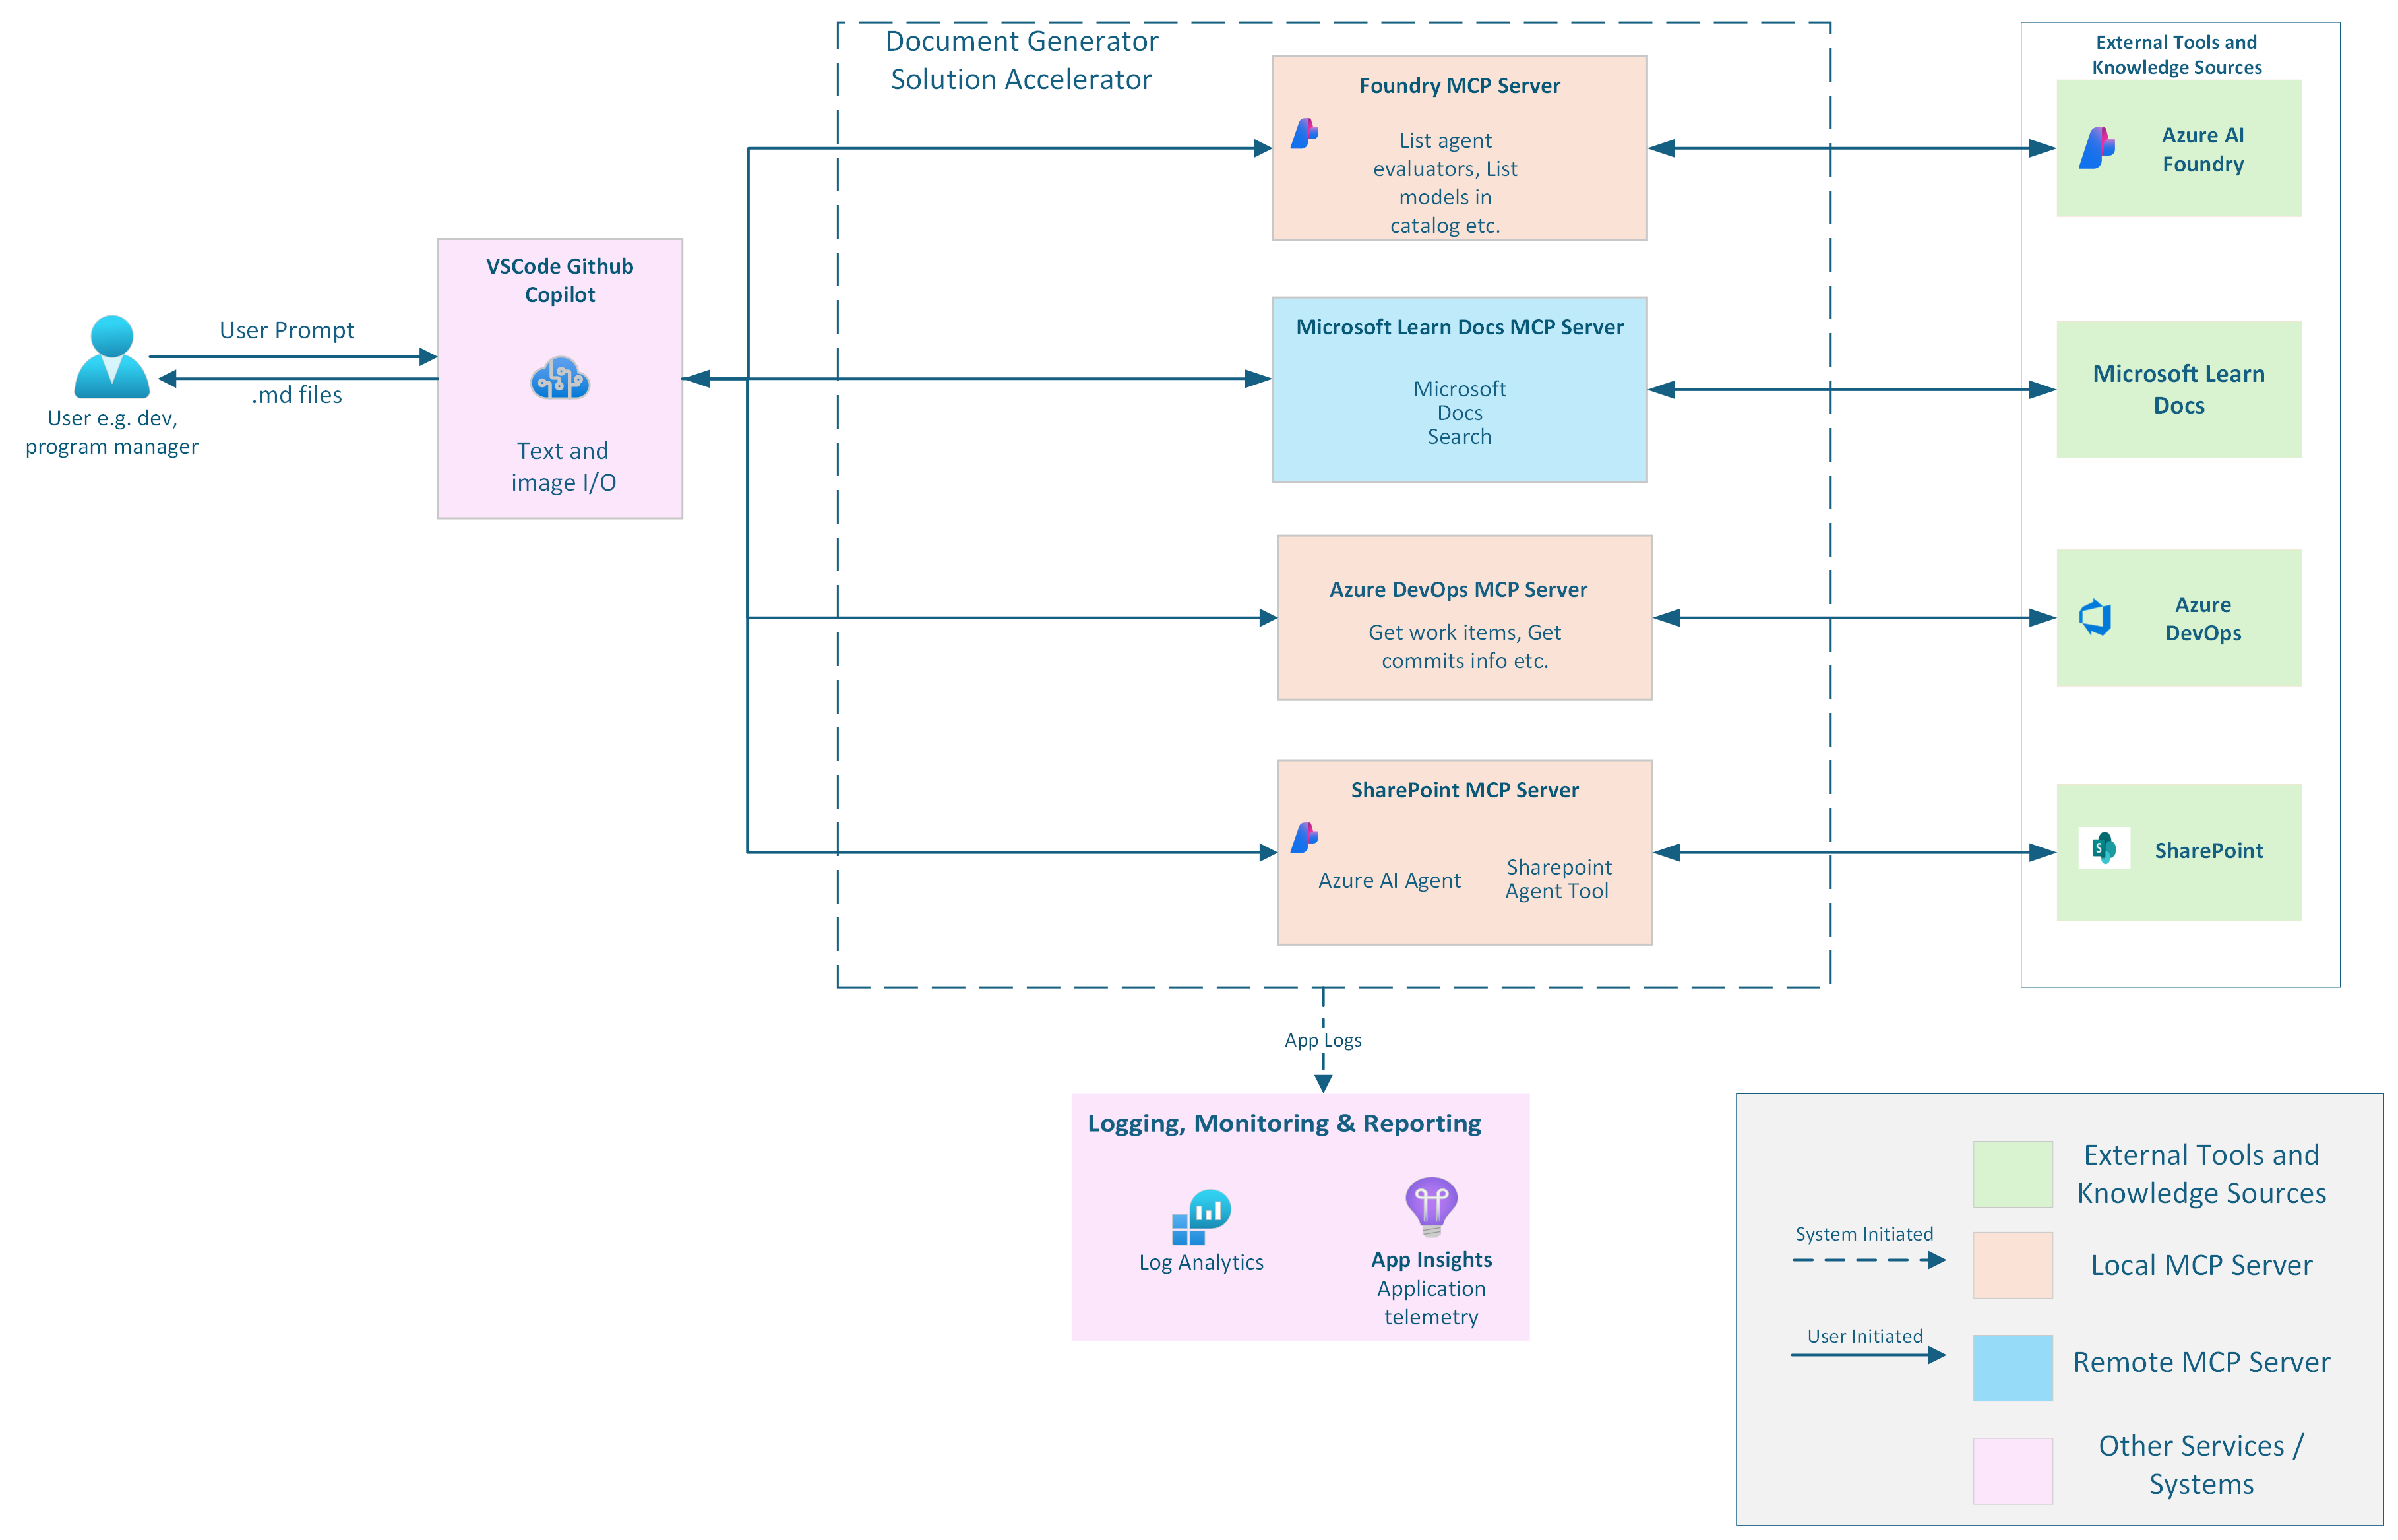 Document Generator
Solution Accelerator
External Tools and
Knowledge Sources
Foundry MCP Server
List agent
evaluators, List
models in
catalog etc.
Azure AI
Foundry
VSCode Github
Copilot
Text and
image I/O
User Prompt
.md files
User e.g. dev,
program manager
Microsoft Learn Docs MCP Server
Microsoft
Docs
Search
Microsoft Learn
Docs
Azure DevOps MCP Server
Get work items, Get
commits info etc.
Azure
DevOps
SharePoint MCP Server
Azure AI Agent
Sharepoint
Agent Tool
S
SharePoint
App Logs
Logging, Monitoring & Reporting
Log Analytics
App Insights
Application
telemetry
System Initiated
User Initiated
External Tools and
Knowledge Sources
Local MCP Server
Remote MCP Server
Other Services /
Systems